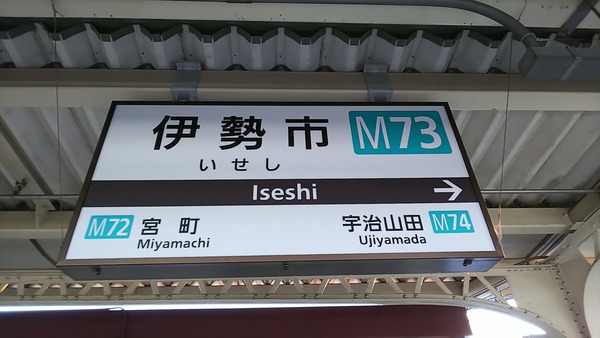 伊勢市 M73
いせし
Iseshi →
M72 宮町 宇治山田 M74
Miyamachi Ujiyamada